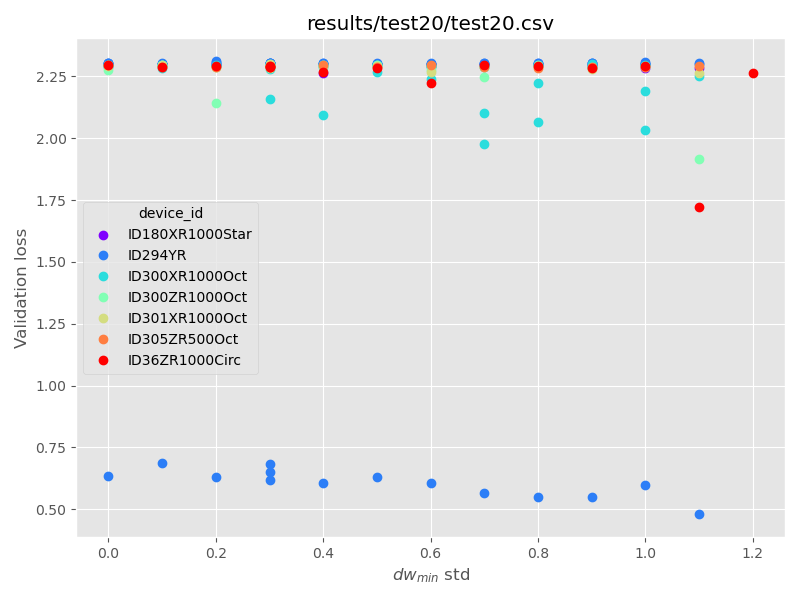 results/test20/test20.csv
Validation loss
2.25
2.00
1.75
1.50
1.25
1.00
0.75
0.50
device_id
ID180XR1000Star
ID294YR
ID300XR1000Oct
ID300ZR1000Oct
ID301XR1000Oct
ID305ZR500Oct
ID36ZR1000Circ
0.0 0.2 0.4 0.6 0.8 1.0 1.2
dw_min std